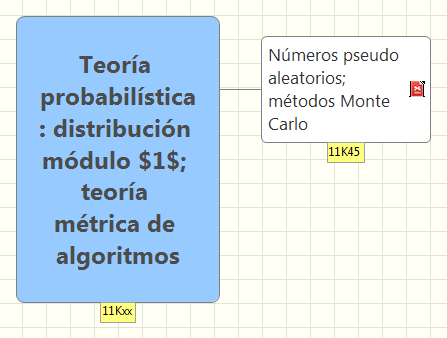 Teoría
probabilística
: distribución
módulo $1$;
teoría
métrica de
algoritmos
11Kxx
Números pseudo
aleatorios;
métodos Monte
Carlo
11K45